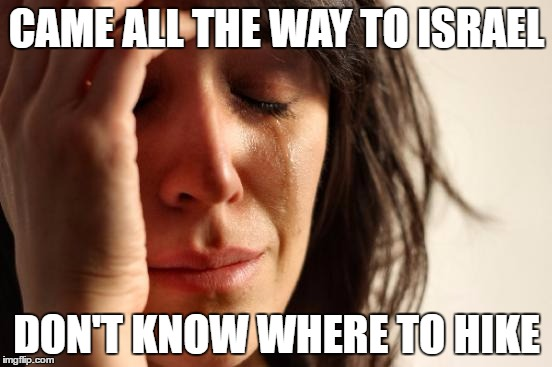 CAME ALL THE WAY TO ISRAEL
DON'T KNOW WHERE TO HIKE
imgflip.com